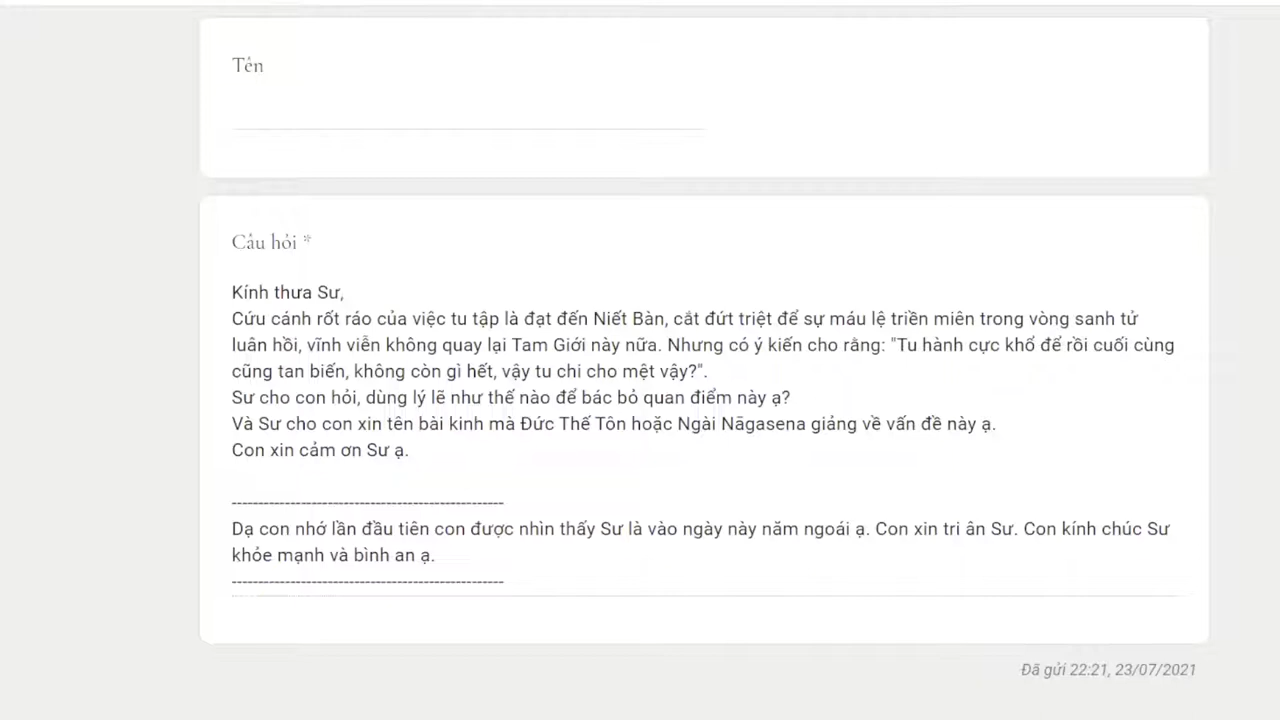 Tên
Câu hỏi *
Kính thưa Sư,
Cứu cánh rốt ráo của việc tu tập là đạt đến Niết Bàn, cắt đứt triệt để sự máu lệ triền miên trong vòng sanh tử
luân hồi, vĩnh viễn không quay lại Tam Giới này nữa. Nhưng có ý kiến cho rằng: "Tu hành cực khổ để rồi cuối cùng
cũng tan biến, không còn gì hết, vậy tu chi cho mệt vậy?".
Sư cho con hỏi, dùng lý lẽ như thế nào để bác bỏ quan điểm này ạ?
Và Sư cho con xin tên bài kinh mà Đức Thế Tôn hoặc Ngài Nāgasena giảng về vấn đề này ạ.
Con xin cảm ơn Sư ạ.
----------------------------------------------------
Dạ con nhớ lần đầu tiên con được nhìn thấy Sư là vào ngày này năm ngoái ạ. Con xin tri ân Sư. Con kính chúc Sư
khỏe mạnh và bình an ạ.
----------------------------------------------------
Đã gửi 22:21, 23/07/2021